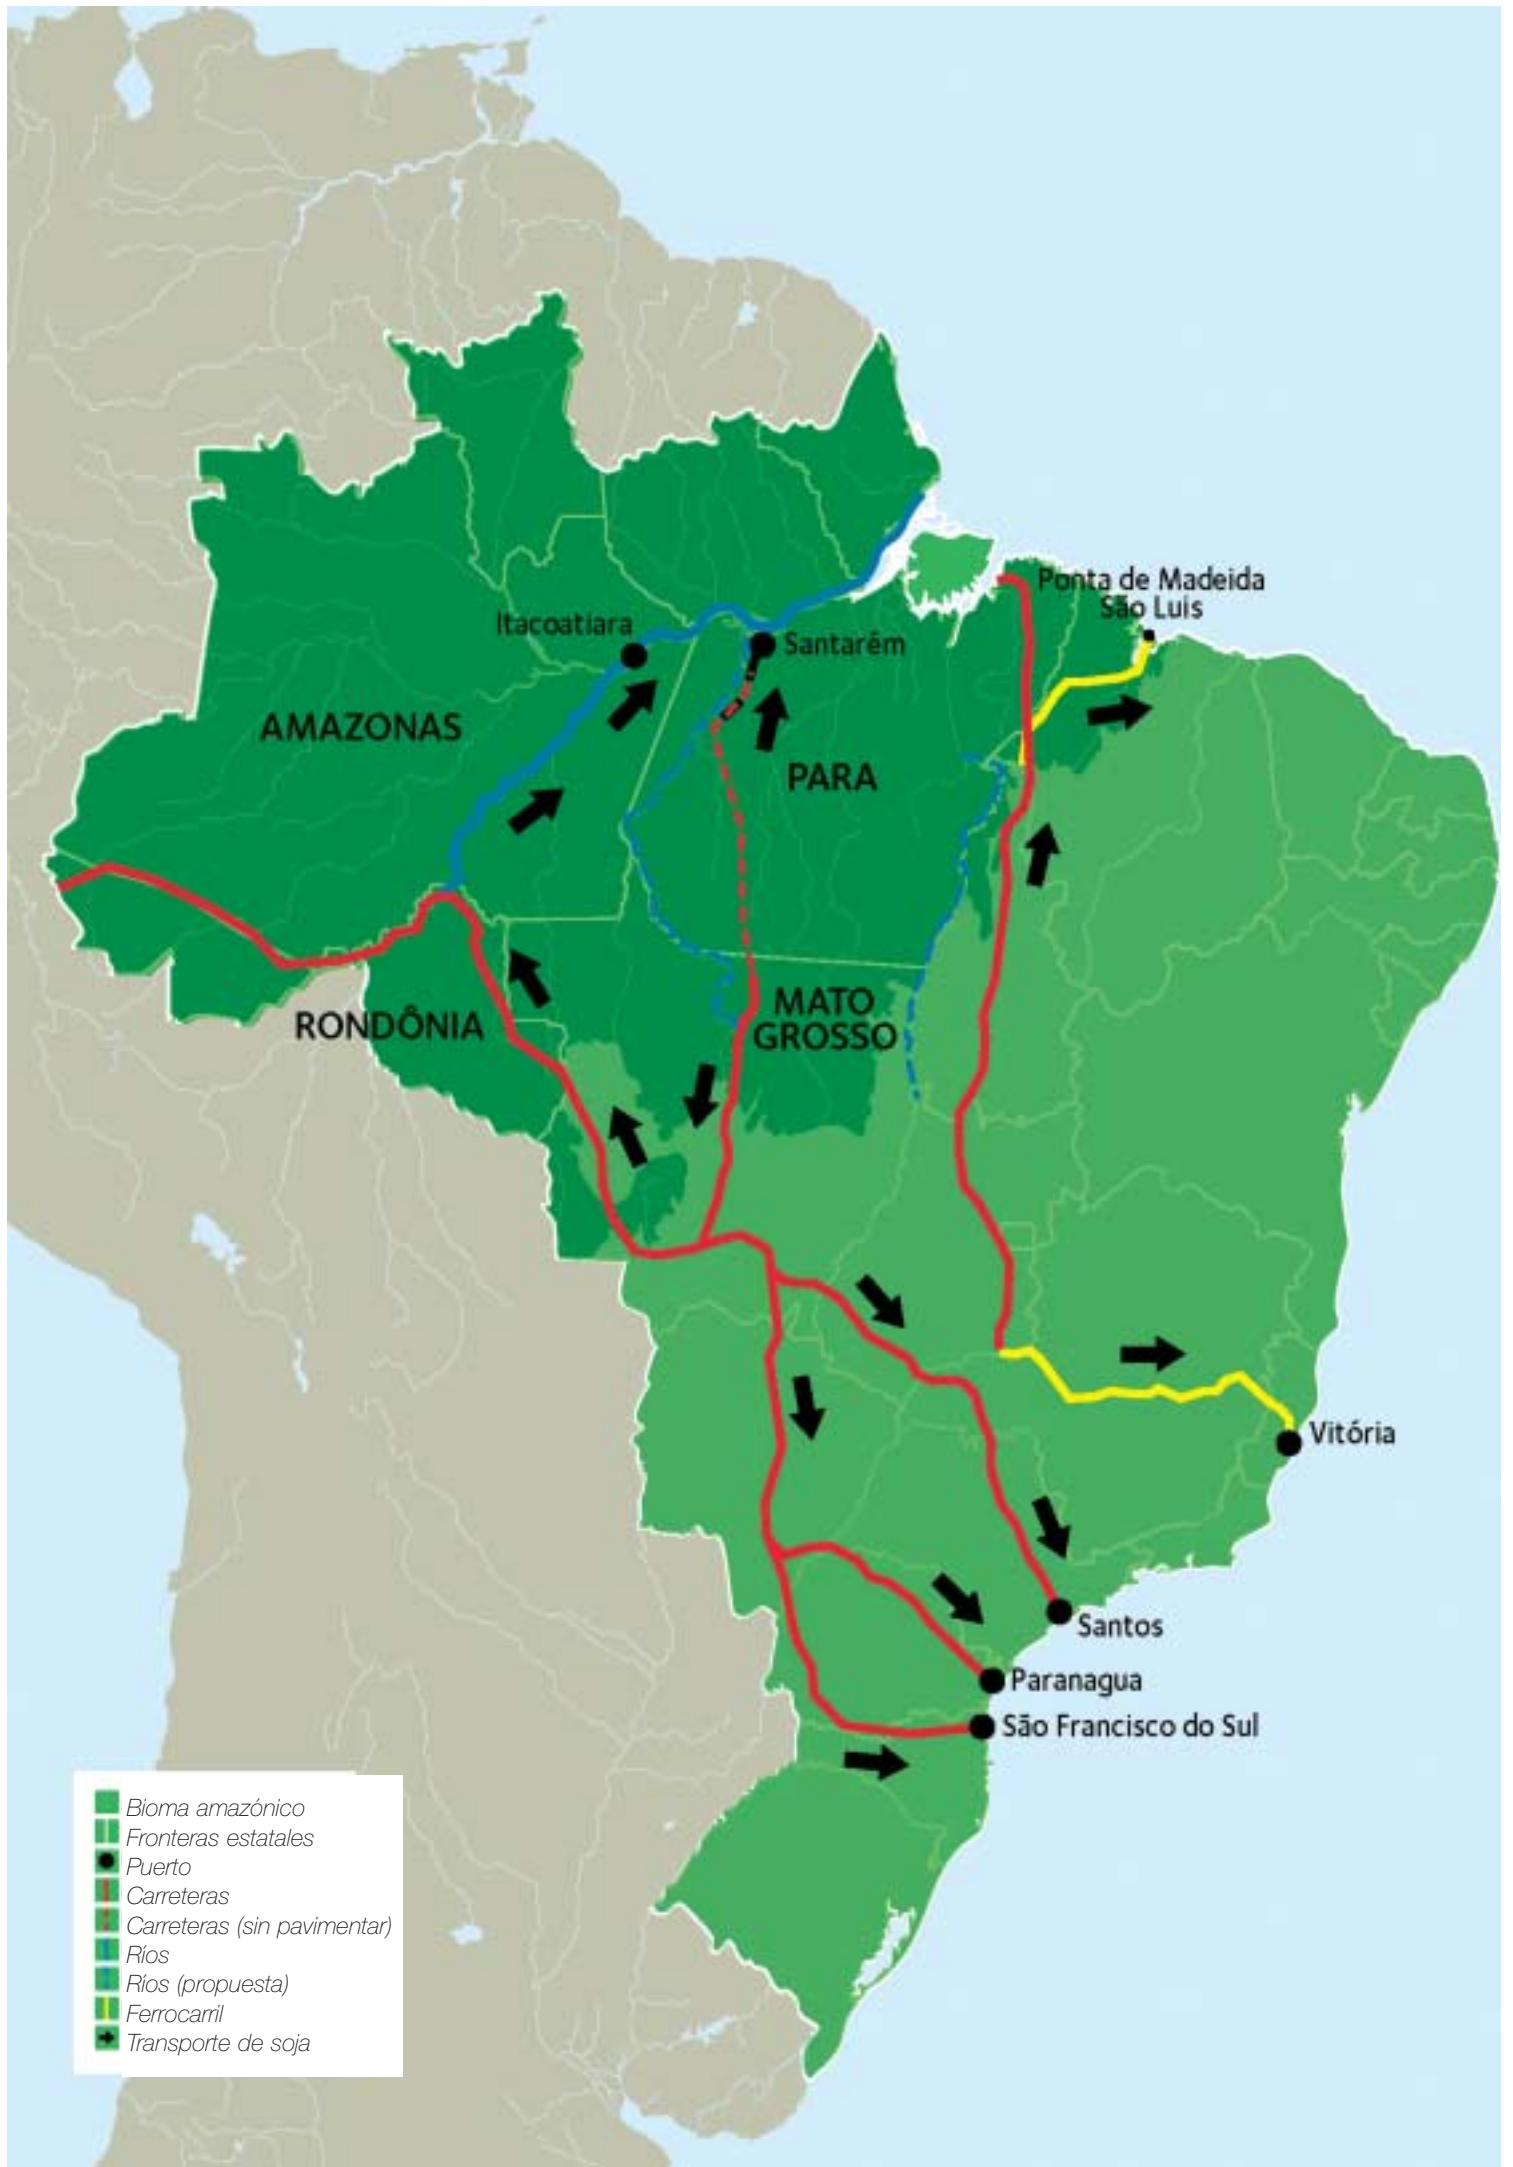 Ponta de Madeida
São Luis
Itacoatiara
Santarém
AMAZONAS
PARA
MATO
GROSSO
RONDÔNIA
Vitória
Santos
Paranagua
São Francisco do Sul
Bioma amazónico
Fronteras estatales
Puerto
Carreteras
Carreteras (sin pavimentar)
Ríos
Ríos (propuesta)
Ferrocarril
Transporte de soja